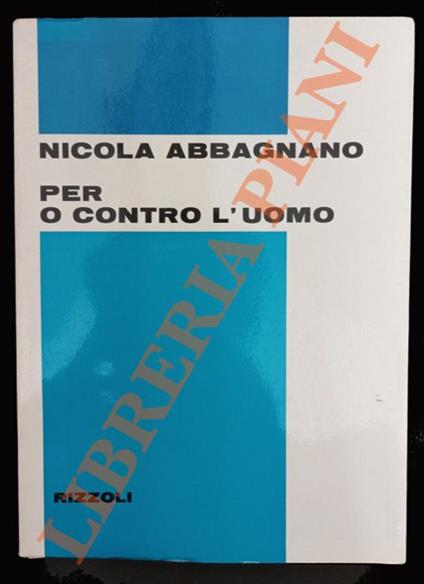 NICOLA ABBAGNANO
PER
O CONTRO L'UOMO
RIZZOLI
LIBRERIA PIANI